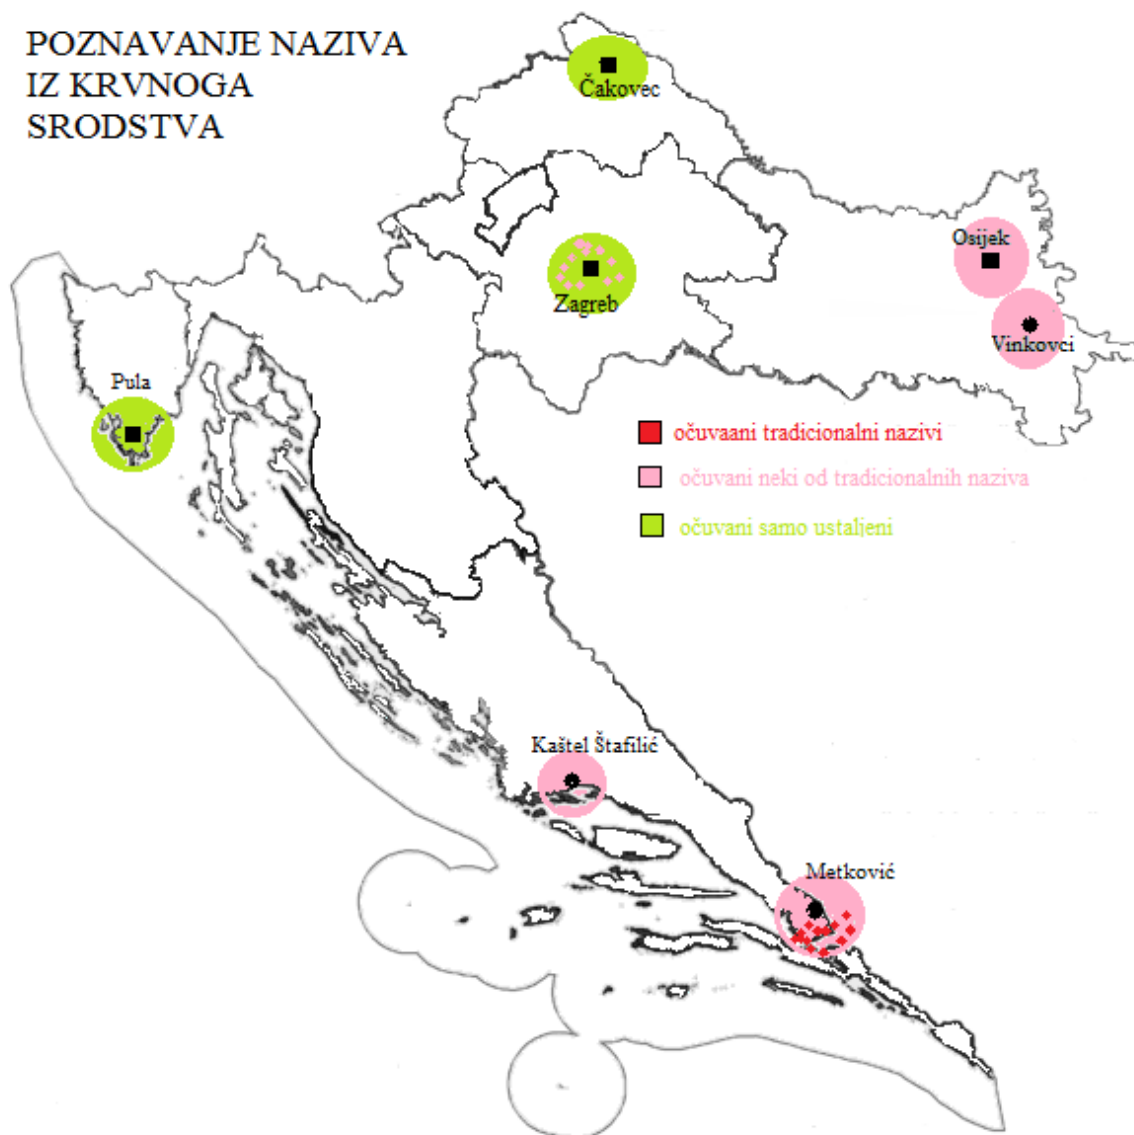 POZNAVANJE NAZIVA
IZ KRVNOGA
SRODSTVA
Čakovec
Osijek
Zagreb
Vinkovci
Pula
očuvaani tradicionalni nazivi
očuvani neki od tradicionalnih naziva
očuvani samo ustaljeni
Kaštel Štafilić
Metković